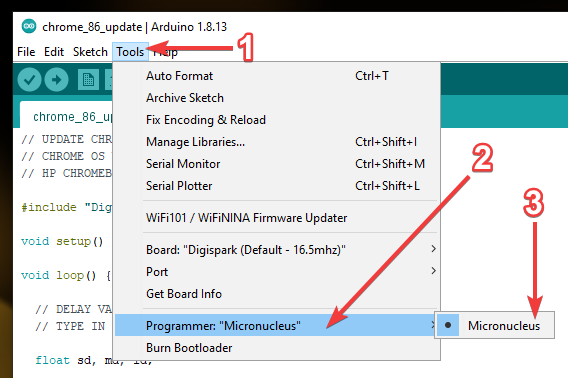 chrome_86_update | Arduino 1.8.13
1
File Edit Sketch Tools Help
Auto Format Ctrl+T
chrome_86_up
Archive Sketch
Fix Encoding & Reload
// UPDATE CHR
Manage Libraries... Ctrl+Shift+I
// CHROME OS
Serial Monitor Ctrl+Shift+M
2
// HP CHROMEB
Serial Plotter Ctrl+Shift+L
3
#include "Dig
WiFi101 / WiFiNINA Firmware Updater
void setup()
Board: "Digispark (Default - 16.5mhz)"
void loop() {
Port
Get Board Info
// DELAY VA
// TYPE IN
Programmer: "Micronucleus"
Micronucleus
Burn Bootloader
float sd, md, ld,